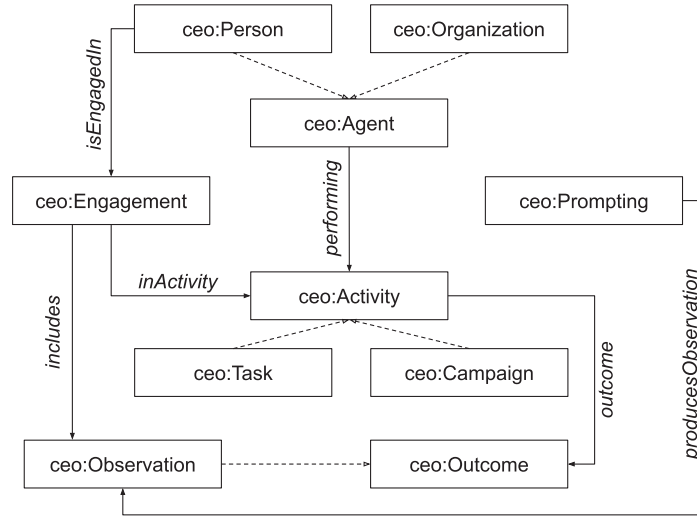 ceo:Person
ceo:Organization
isEngagedIn
ceo:Agent
performing
ceo:Engagement
ceo:Prompting
inActivity
ceo:Activity
includes
ceo:Task
ceo:Campaign
outcome
producesObservation
ceo:Observation
ceo:Outcome